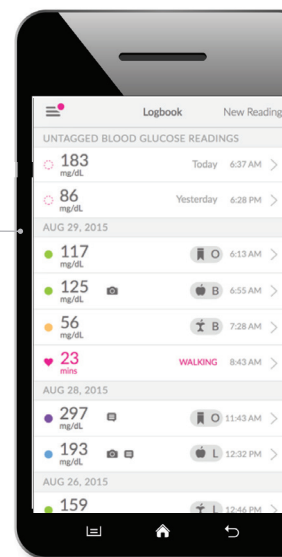 Logbook New Reading
UNTAGGED BLOOD GLUCOSE READINGS
183 Today 6:37 AM
mg/dL
86 Yesterday 6:28 PM
mg/dL
AUG 29, 2015
117 O 6:13 AM
mg/dL
125 B 6:55 AM
mg/dL
56 B 7:28 AM
mg/dL
23 WALKING 8:43 AM
mins
AUG 28, 2015
297 O 11:43 AM
mg/dL
193 L 12:32 PM
mg/dL
AUG 26, 2015
159 L 12:46 PM